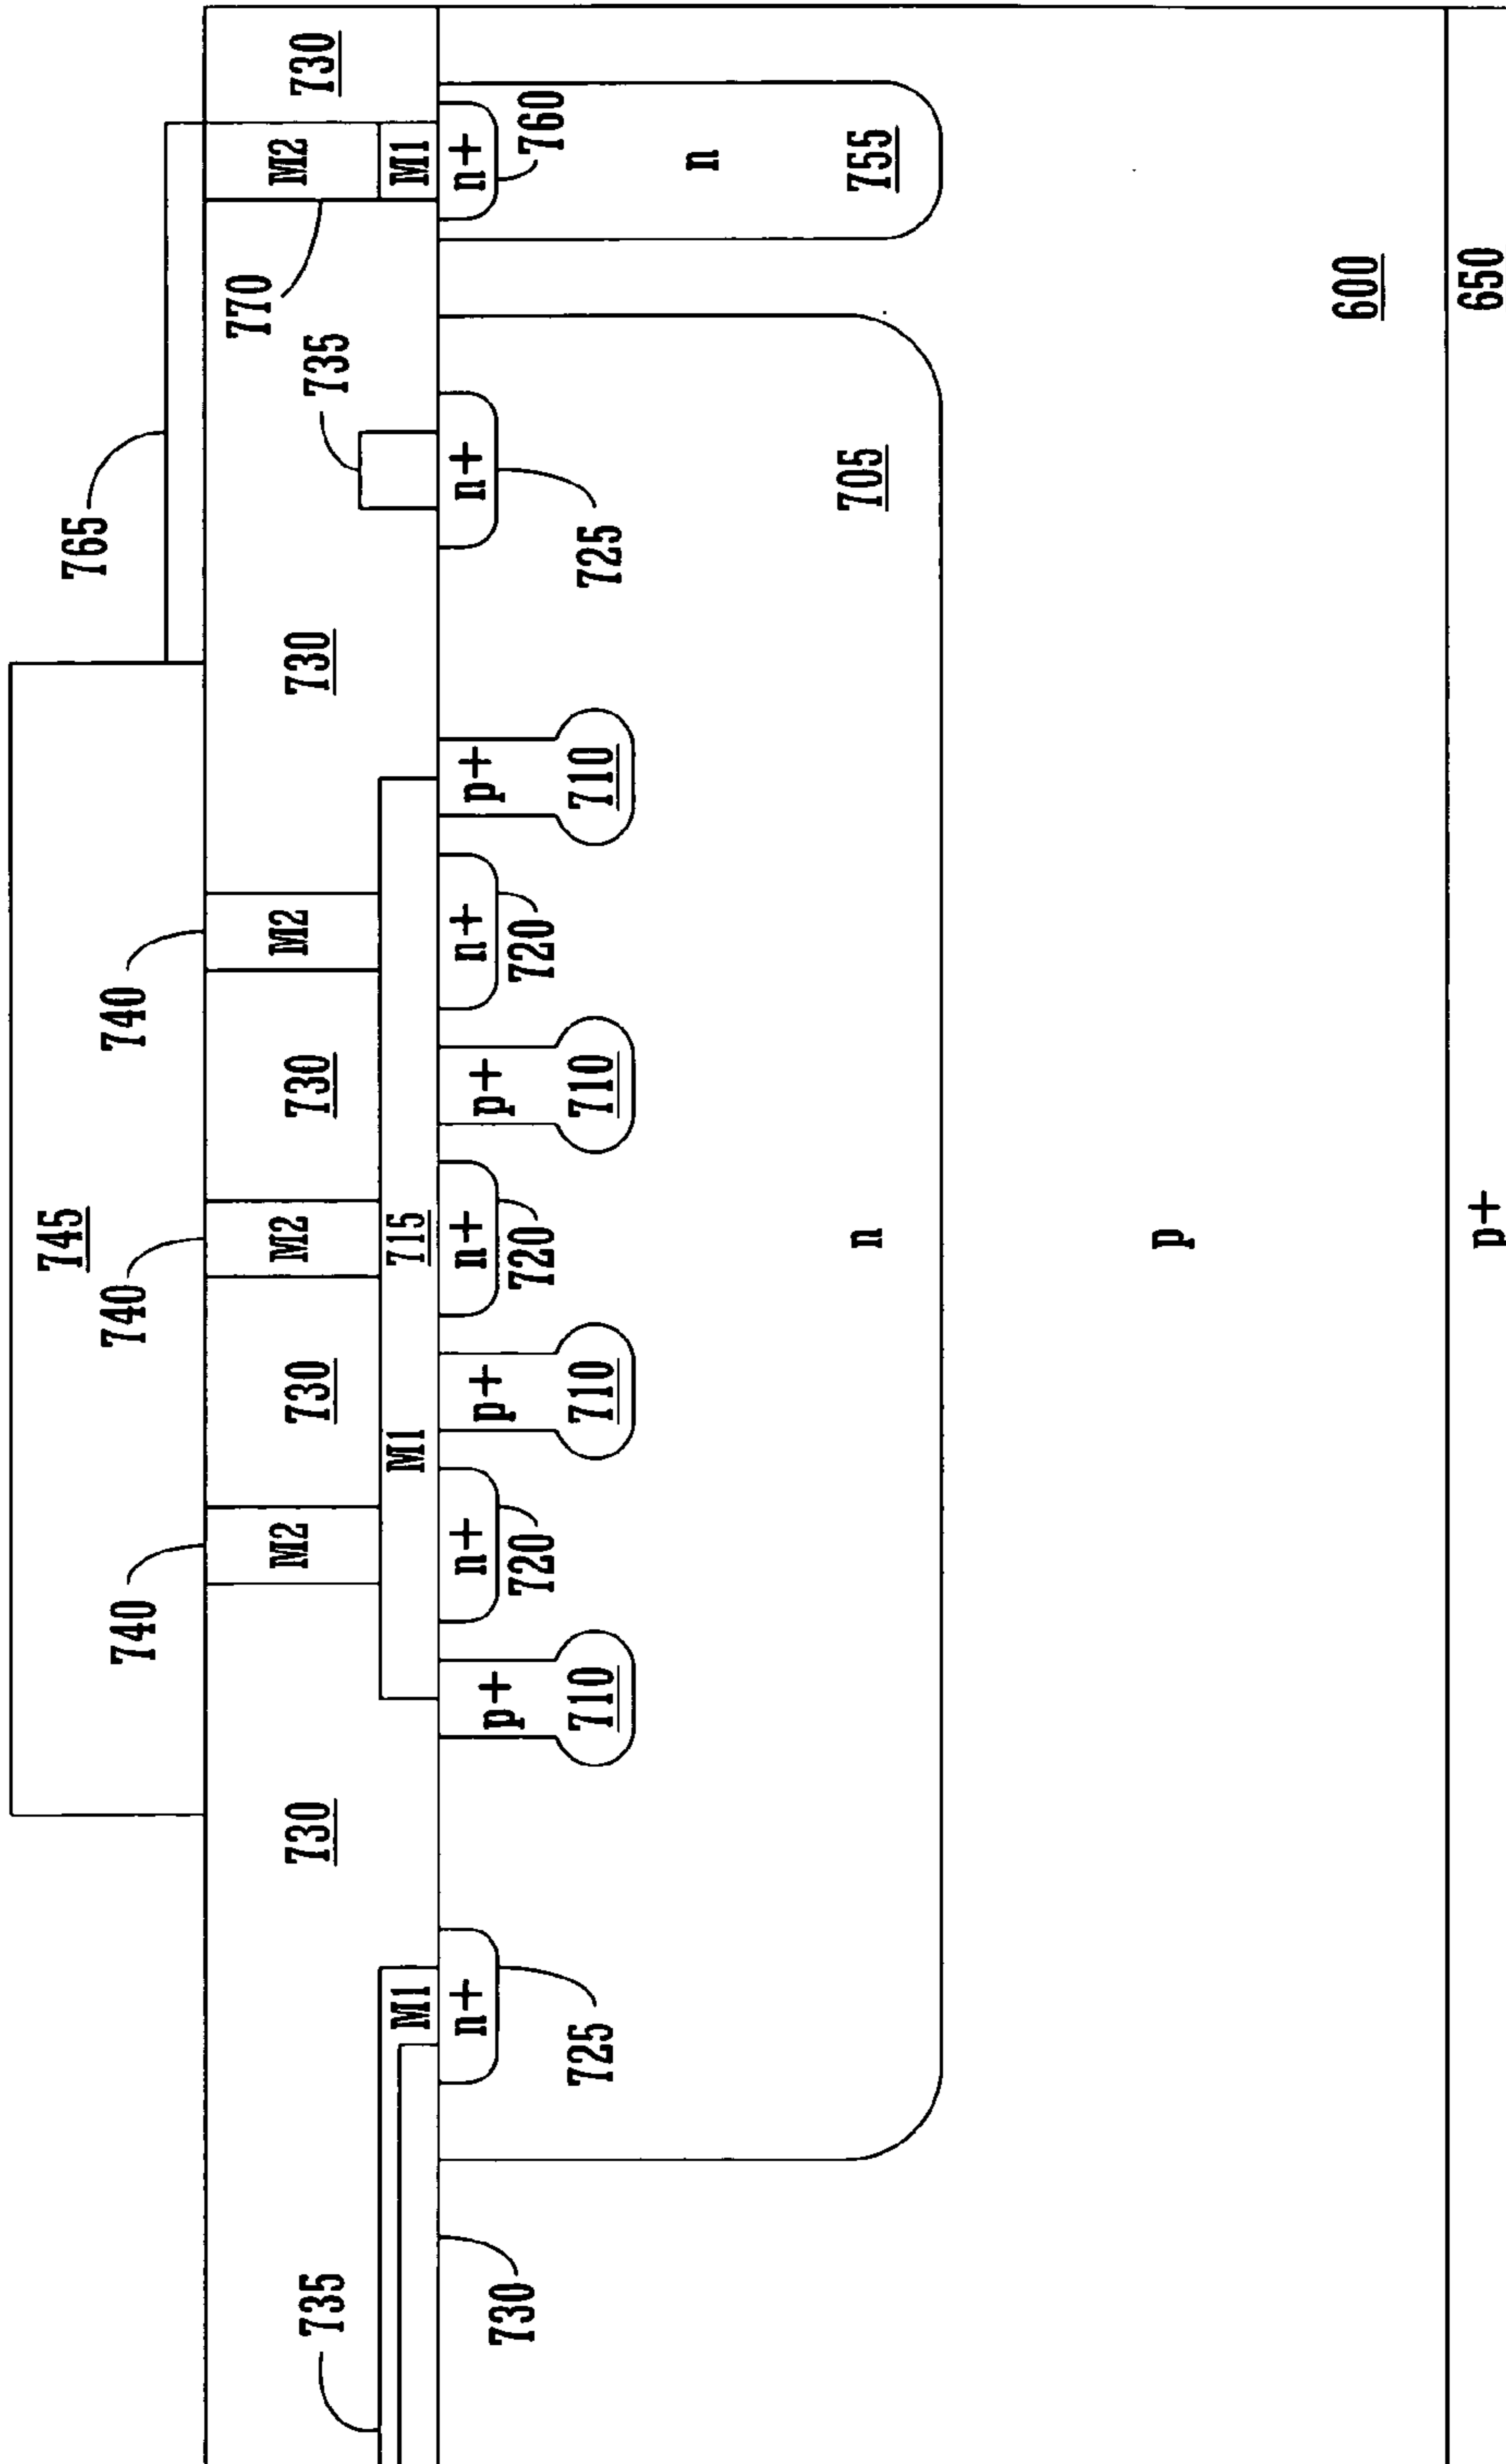 745 765
740 740 740
770
M2 M2 M2 M2
735 730 730 730 730 735 730
M1 M1 715 M1
n+ p+ n+ p+ n+ p+ n+ p+ n+ n+
730 720 720 720 760
725 710 710 710 710 725
n
n 705 755
p
600
p+ 650